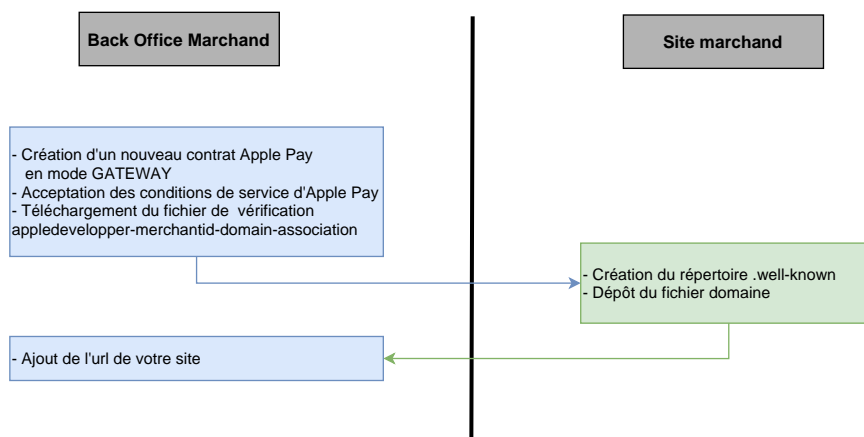 Back Office Marchand
Site marchand
- Création d'un nouveau contrat Apple Pay
en mode GATEWAY
- Acceptation des conditions de service d'Apple Pay
- Téléchargement du fichier de vérification
appledevelopper-merchantid-domain-association
- Création du répertoire .well-known
- Dépôt du fichier domaine
- Ajout de l'url de votre site